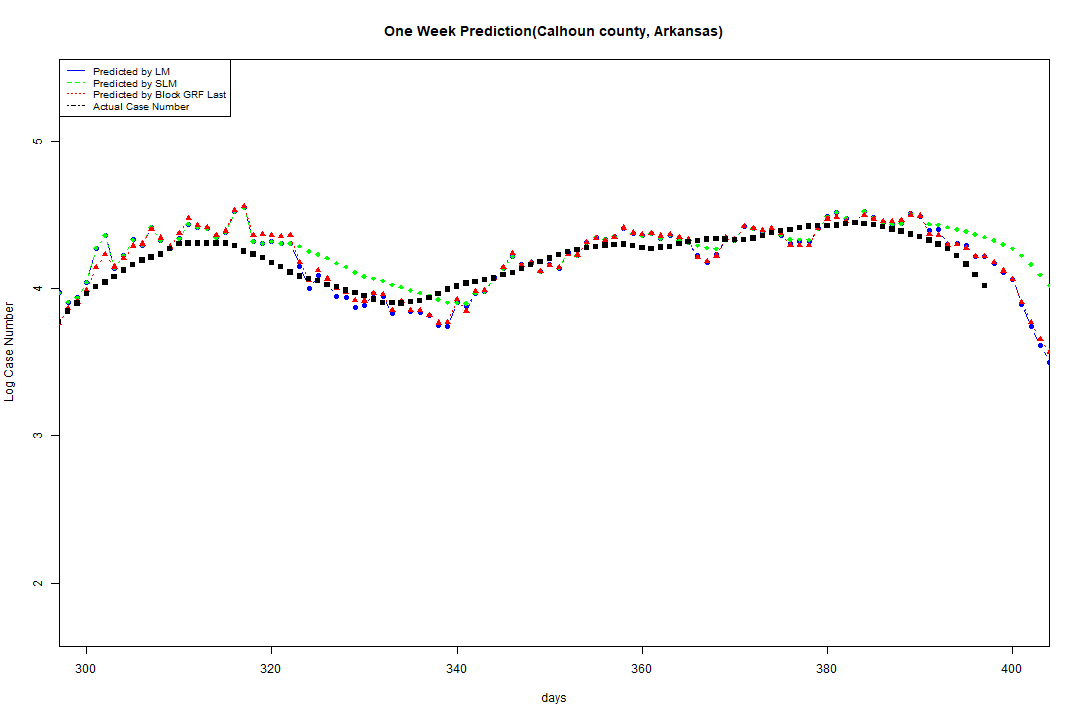 One Week Prediction(Calhoun county, Arkansas)
Predicted by LM
Predicted by SLM
Predicted by Block GRF Last
Actual Case Number
5
4
3
2
Log Case Number
300 320 340 360 380 400
days